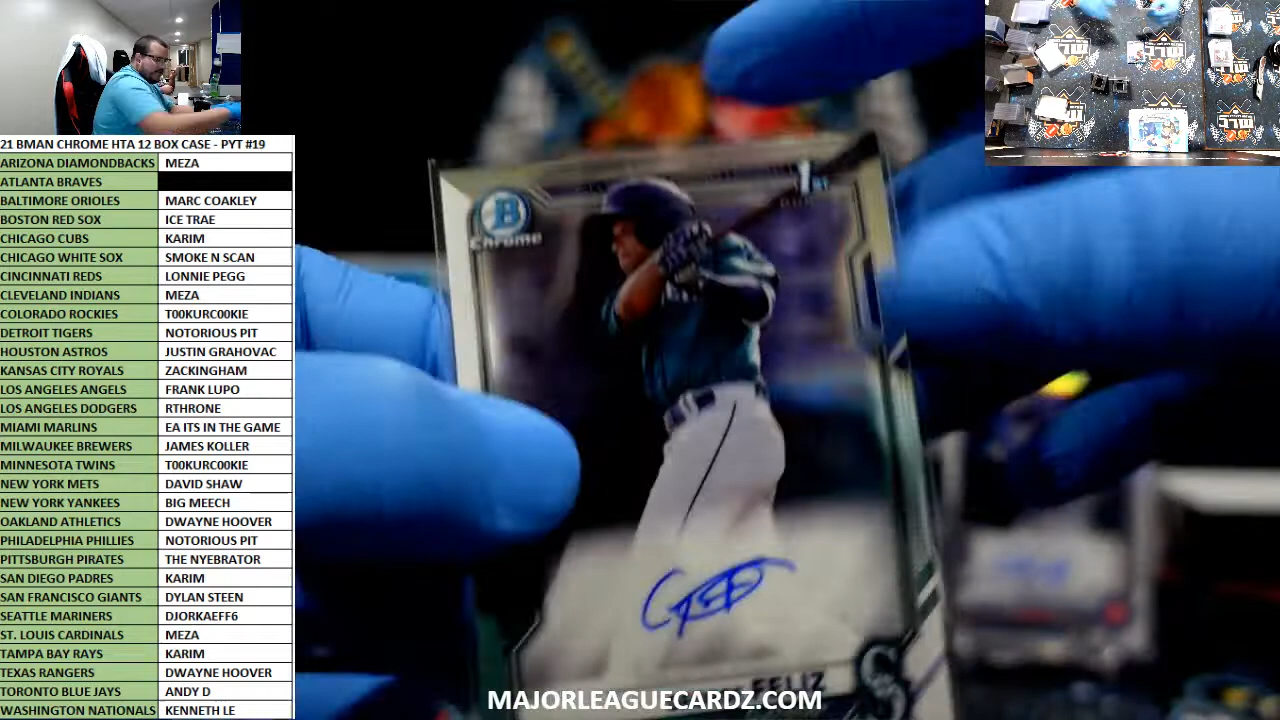 21 BMAN CHROME HTA 12 BOX CASE - PYT #19
ARIZONA DIAMONDBACKS MEZA
ATLANTA BRAVES
BALTIMORE ORIOLES MARC COAKLEY
BOSTON RED SOX ICE TRAE
CHICAGO CUBS KARIM
CHICAGO WHITE SOX SMOKE N SCAN
CINCINNATI REDS LONNIE PEGG
CLEVELAND INDIANS MEZA
COLORADO ROCKIES T00KURC00KIE
DETROIT TIGERS NOTORIOUS PIT
HOUSTON ASTROS JUSTIN GRAHOVAC
KANSAS CITY ROYALS ZACKINGHAM
LOS ANGELES ANGELS FRANK LUPO
LOS ANGELES DODGERS RTHRONE
MIAMI MARLINS EA ITS IN THE GAME
MILWAUKEE BREWERS JAMES KOLLER
MINNESOTA TWINS T00KURC00KIE
NEW YORK METS DAVID SHAW
NEW YORK YANKEES BIG MEECH
OAKLAND ATHLETICS DWAYNE HOOVER
PHILADELPHIA PHILLIES NOTORIOUS PIT
PITTSBURGH PIRATES THE NYEBRATOR
SAN DIEGO PADRES KARIM
SAN FRANCISCO GIANTS DYLAN STEEN
SEATTLE MARINERS DJORKAEFF6
ST. LOUIS CARDINALS MEZA
TAMPA BAY RAYS KARIM
TEXAS RANGERS DWAYNE HOOVER
TORONTO BLUE JAYS ANDY D
WASHINGTON NATIONALS KENNETH LE
B
Chrome
1st
FELIZ
S
MAJORLEAGUECARDZ.COM
MLC
MLC
MLC